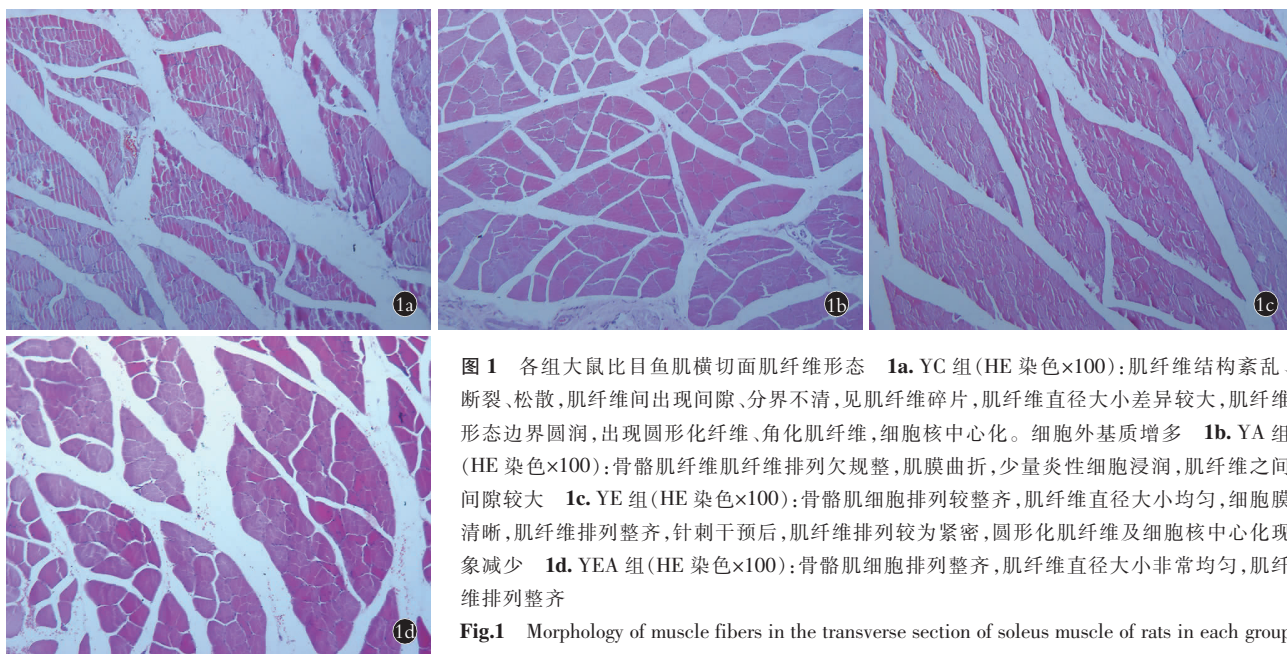 1a
1b
1c
1d
图 1 各组大鼠比目鱼肌横切面肌纤维形态 1a. YC 组(HE 染色×100):肌纤维结构紊乱、
断裂、松散,肌纤维间出现间隙、分界不清,见肌纤维碎片,肌纤维直径大小差异较大,肌纤维
形态边界圆润,出现圆形化纤维、角化肌纤维,细胞核中心化。细胞外基质增多 1b. YA 组
(HE 染色×100):骨骼肌纤维肌纤维排列欠规整,肌膜曲折,少量炎性细胞浸润,肌纤维之间
间隙较大 1c. YE 组(HE 染色×100):骨骼肌细胞排列较整齐,肌纤维直径大小均匀,细胞膜
清晰,肌纤维排列整齐,针刺干预后,肌纤维排列较为紧密,圆形化肌纤维及细胞核中心化现
象减少 1d. YEA 组(HE 染色×100):骨骼肌细胞排列整齐,肌纤维直径大小非常均匀,肌纤
维排列整齐
Fig.1 Morphology of muscle fibers in the transverse section of soleus muscle of rats in each group